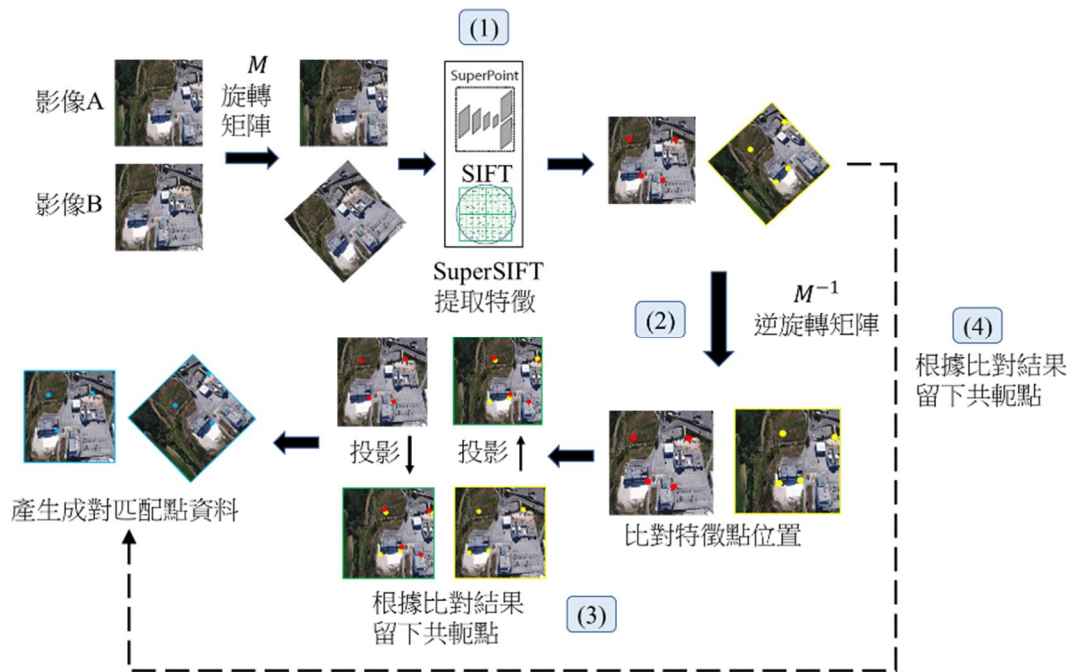 (1)
影像A
M
旋轉
矩陣
SuperPoint
SIFT
影像B
SuperSIFT
提取特徵
(2)
M⁻¹
逆旋轉矩陣
(4)
根據比對結果
留下共軛點
投影
投影
產生成對匹配點資料
比對特徵點位置
根據比對結果
留下共軛點
(3)